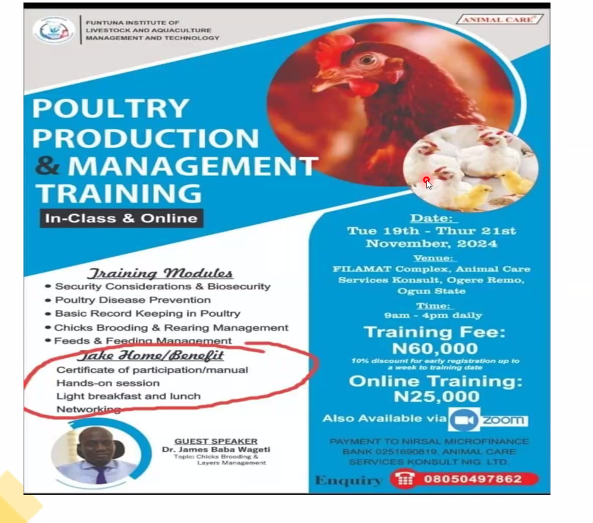 FUNTUNA INSTITUTE OF
LIVESTOCK AND AQUACULTURE
MANAGEMENT AND TECHNOLOGY
ANIMAL CARE
POULTRY
PRODUCTION
& MANAGEMENT
TRAINING
In-Class & Online
Training Modules
• Security Considerations & Biosecurity
• Poultry Disease Prevention
• Basic Record Keeping in Poultry
• Chicks Brooding & Rearing Management
• Feeds & Feeding Management
Take Home/Benefit
Certificate of participation/manual
Hands-on session
Light breakfast and lunch
Networking
GUEST SPEAKER
Dr. James Baba Wageti
Topic: Chicks Brooding &
Layers Management
Date:
Tue 19th - Thur 21st
November, 2024
Venue:
FILAMAT Complex, Animal Care
Services Konsult, Ogere Remo,
Ogun State
Time:
9am - 4pm daily
Training Fee:
N60,000
10% discount for early registration up to
a week to training date
Online Training:
N25,000
Also Available via zoom
PAYMENT TO NIRSAL MICROFINANCE
BANK 0251690819, ANIMAL CARE
SERVICES KONSULT NIG. LTD.
Enquiry 08050497862